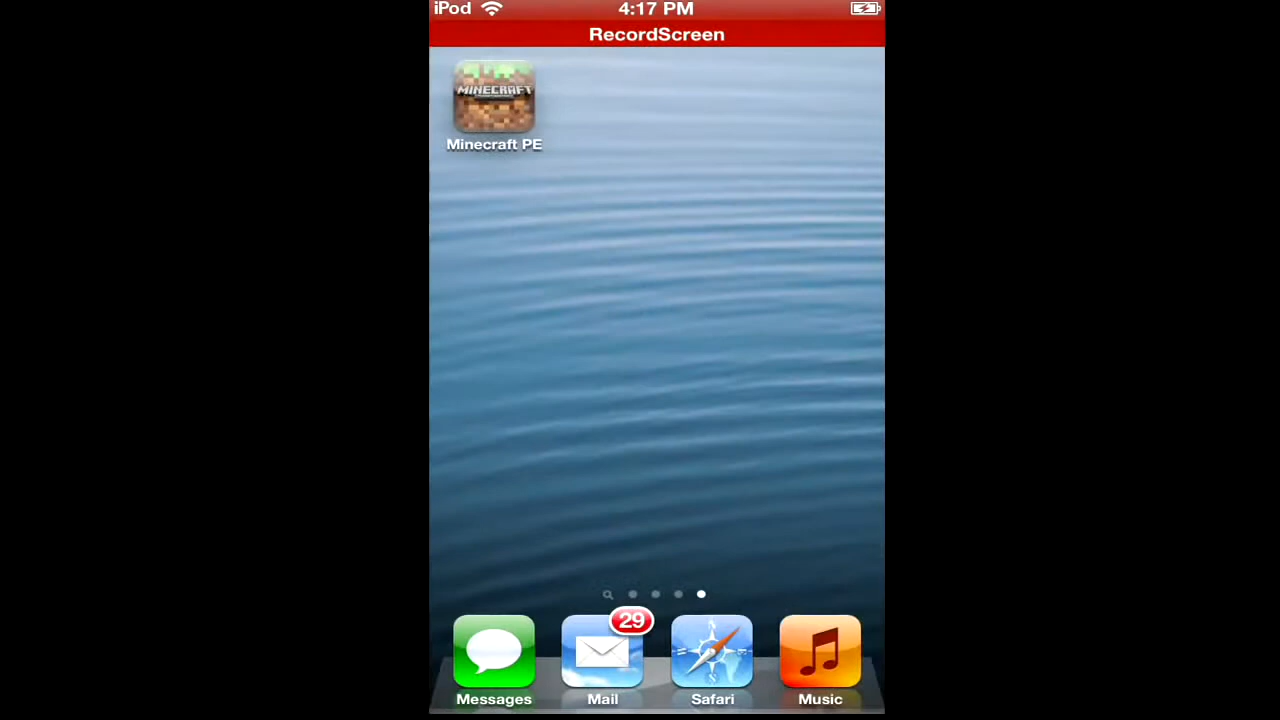 iPod 4:17 PM
RecordScreen
MINECRAFT
Minecraft PE
29
Messages Mail Safari Music